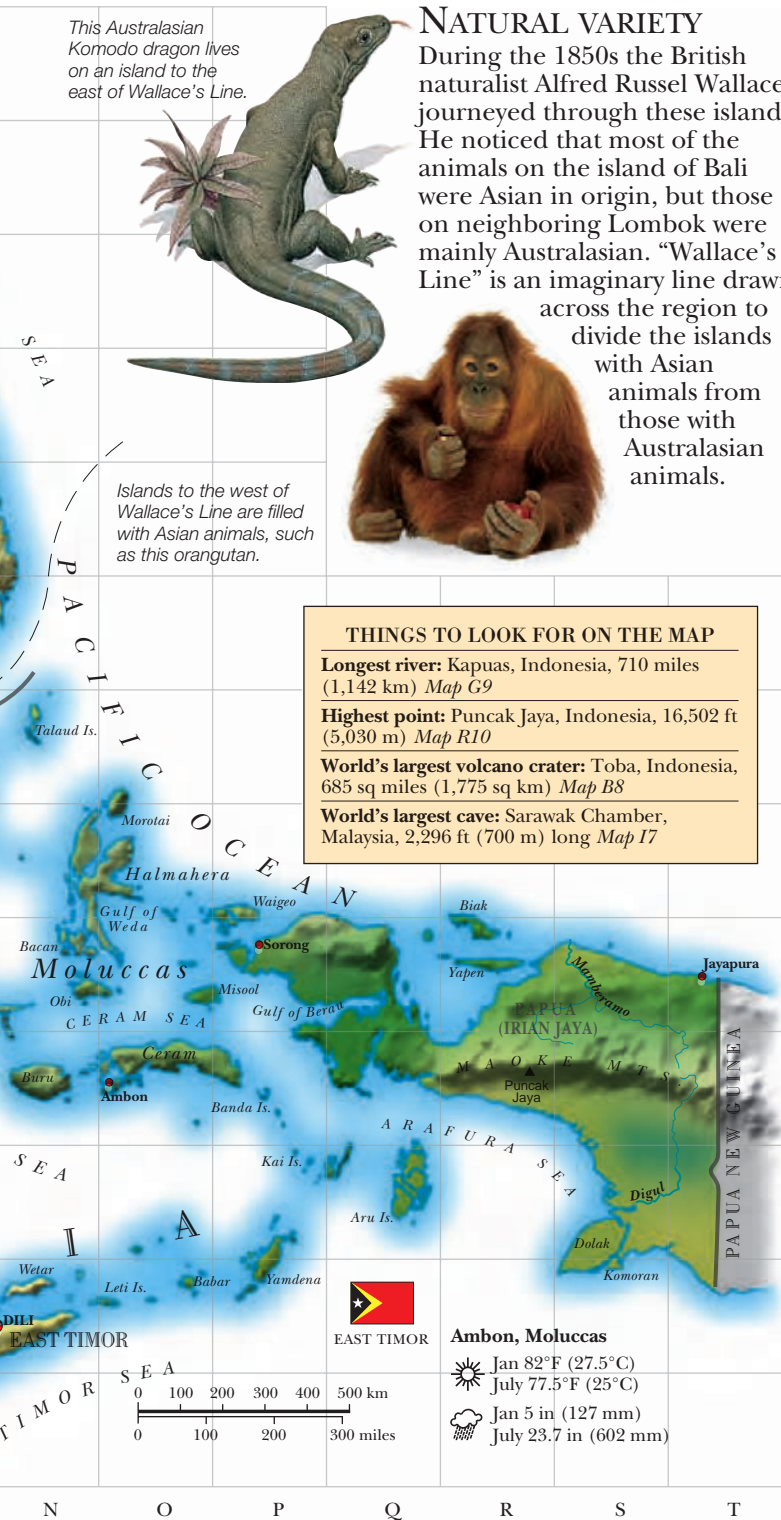 This Australasian
Komodo dragon lives
on an island to the
east of Wallace's Line.
NATURAL VARIETY
During the 1850s the British
naturalist Alfred Russel Wallace
journeyed through these island
He noticed that most of the
animals on the island of Bali
were Asian in origin, but those
on neighboring Lombok were
mainly Australasian. “Wallace's
Line” is an imaginary line draw
across the region to
divide the islands
with Asian
animals from
those with
Australasian
animals.
SEA
Islands to the west of
Wallace's Line are filled
with Asian animals, such
as this orangutan.
PACIFIC OCEAN
THINGS TO LOOK FOR ON THE MAP
Longest river: Kapuas, Indonesia, 710 miles
(1,142 km) Map G9
Highest point: Puncak Jaya, Indonesia, 16,502 ft
(5,030 m) Map R10
World's largest volcano crater: Toba, Indonesia,
685 sq miles (1,775 sq km) Map B8
World's largest cave: Sarawak Chamber,
Malaysia, 2,296 ft (700 m) long Map I7
Talaud Is.
Morotai
Halmahera
Gulf of
Weda
Waigeo
Biak
Bacan
Sorong
Moluccas
Yapen
Jayapura
Mamberamo
Obi
Misool
CERAM SEA
Gulf of Berau
PAPUA
(IRIAN JAYA)
Ceram
MAOKE MTS.
Buru
Ambon
Puncak
Jaya
PAPUA NEW GUINEA
Banda Is.
ARAFURA SEA
SEA
Kai Is.
Aru Is.
Digul
I A
Dolak
Wetar
Leti Is.
Babar
Yamdena
Komoran
DILI
EAST TIMOR
EAST TIMOR
TIMOR SEA
Ambon, Moluccas
Jan 82°F (27.5°C)
July 77.5°F (25°C)
Jan 5 in (127 mm)
July 23.7 in (602 mm)
0 100 200 300 400 500 km
0 100 200 300 miles
N O P Q R S T